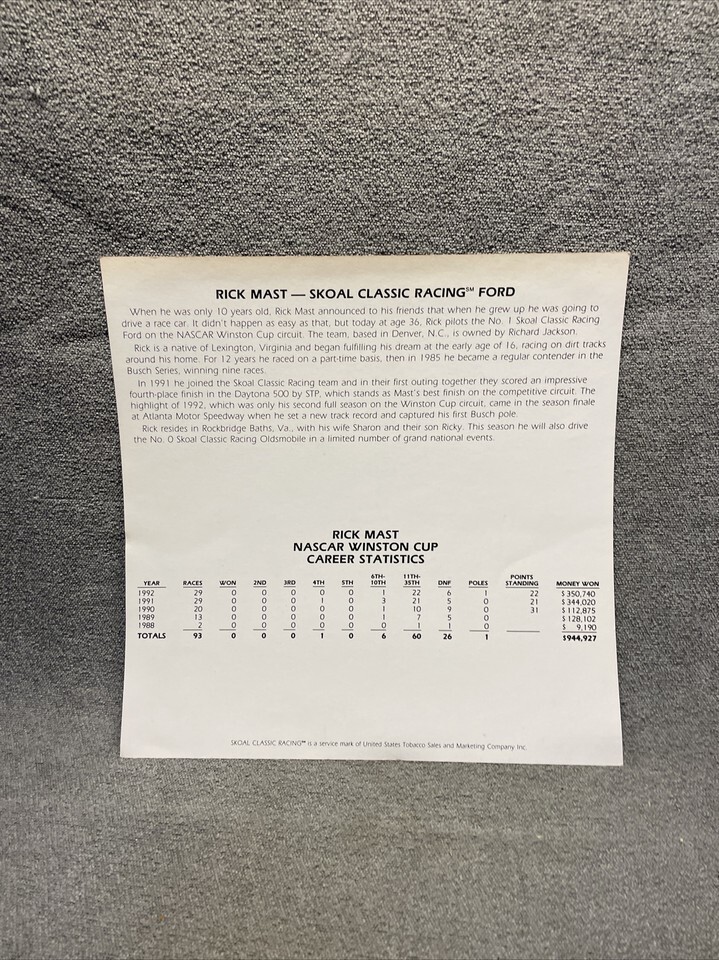 RICK MAST — SKOAL CLASSIC RACING℠ FORD
When he was only 10 years old, Rick Mast announced to his friends that when he grew up he was going to
drive a race car. It didn't happen as easy as that, but today at age 36, Rick pilots the No. 1 Skoal Classic Racing
Ford on the NASCAR Winston Cup circuit. The team, based in Denver, N.C., is owned by Richard Jackson.
Rick is a native of Lexington, Virginia and began fulfilling his dream at the early age of 16, racing on dirt tracks
around his home. For 12 years he raced on a part-time basis, then in 1985 he became a regular contender in the
Busch Series, winning nine races.
In 1991 he joined the Skoal Classic Racing team and in their first outing together they scored an impressive
fourth-place finish in the Daytona 500 by STP, which stands as Mast's best finish on the competitive circuit. The
highlight of 1992, which was only his second full season on the Winston Cup circuit, came in the season finale
at Atlanta Motor Speedway when he set a new track record and captured his first Busch pole.
Rick resides in Rockbridge Baths, Va., with his wife Sharon and their son Ricky. This season he will also drive
the No. 0 Skoal Classic Racing Oldsmobile in a limited number of grand national events.
RICK MAST
NASCAR WINSTON CUP
CAREER STATISTICS
YEAR RACES WON 2ND 3RD 4TH 5TH 6TH-10TH 11TH-35TH DNF POLES POINTS STANDING MONEY WON
1992 29 0 0 0 0 0 1 22 6 1 22 $350,740
1991 29 0 0 0 1 0 3 21 5 0 21 $344,020
1990 20 0 0 0 0 0 1 10 9 0 31 $112,875
1989 13 0 0 0 0 0 1 7 5 0 $128,102
1988 2 0 0 0 0 0 0 1 1 0 $ 9,190
TOTALS 93 0 0 0 1 0 6 60 26 1 $944,927
SKOAL CLASSIC RACING℠ is a service mark of United States Tobacco Sales and Marketing Company Inc.